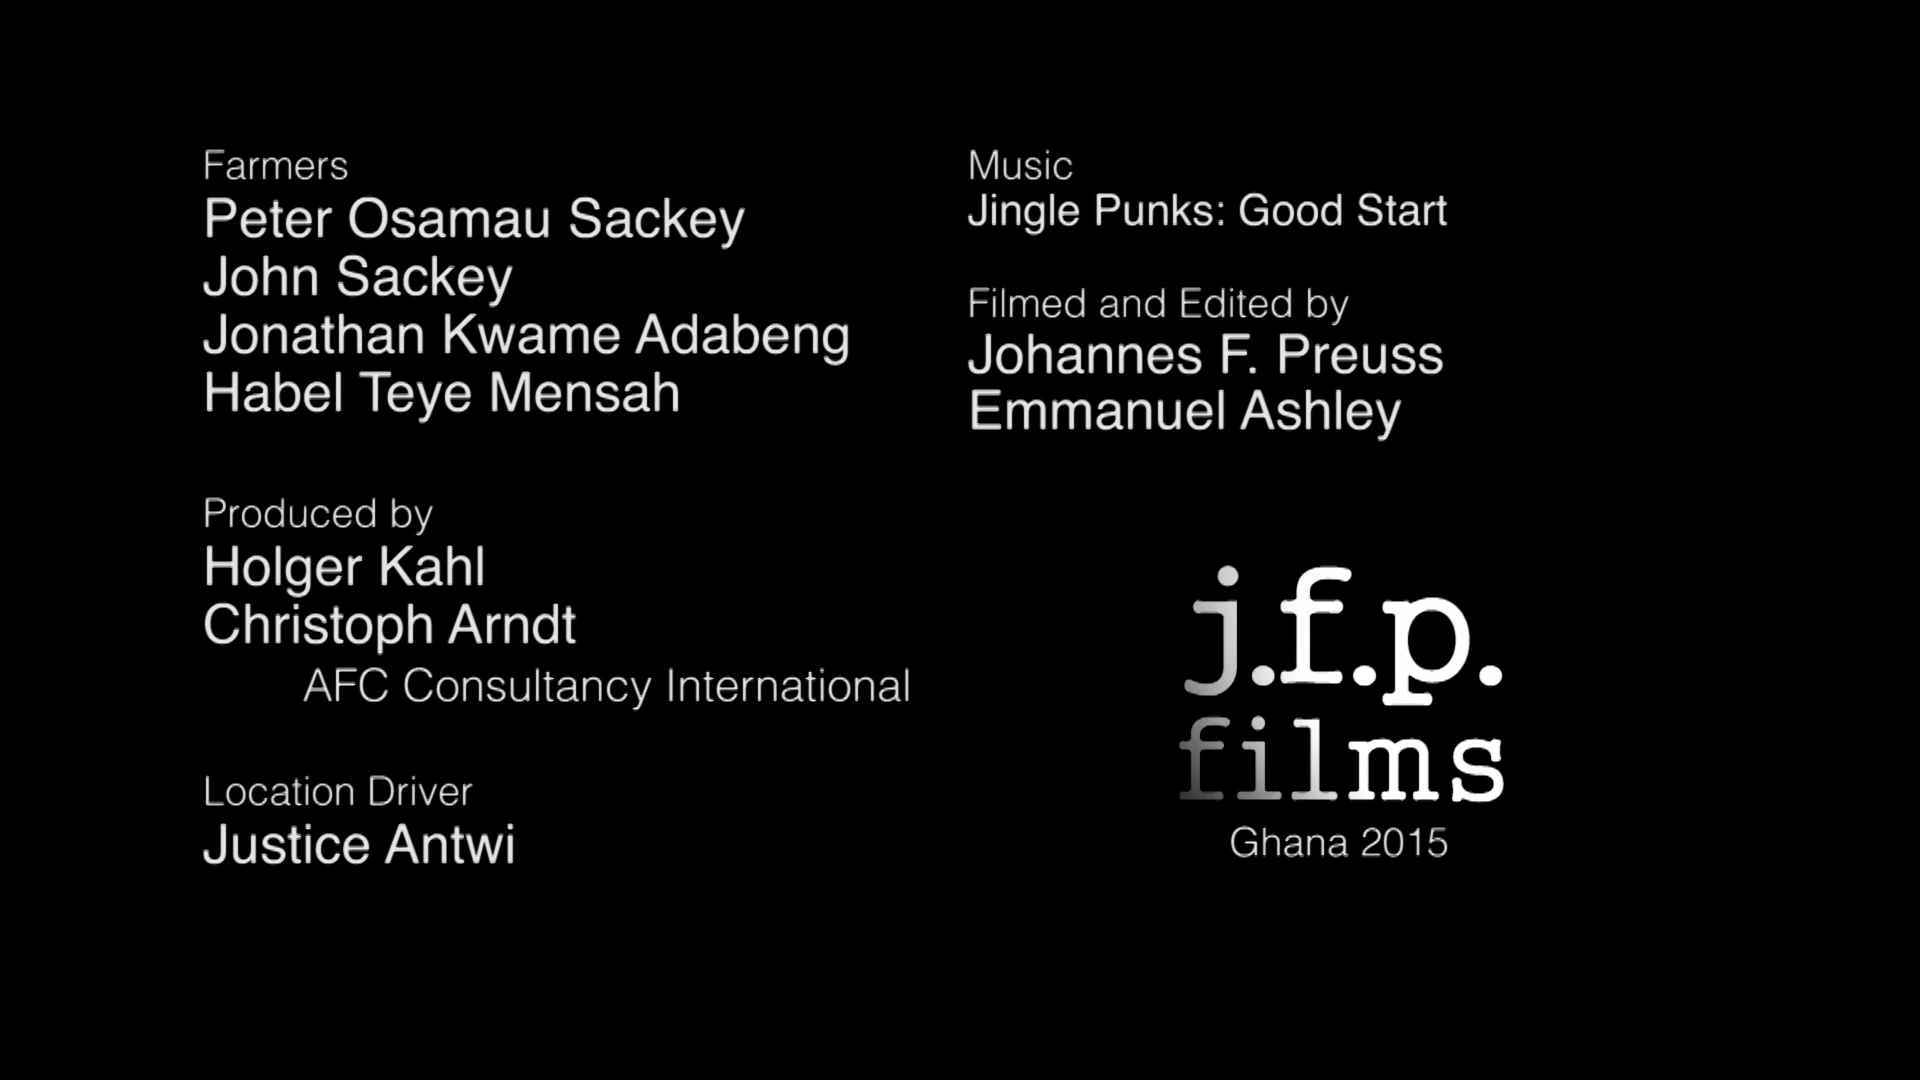 Farmers
Peter Osamau Sackey
John Sackey
Jonathan Kwame Adabeng
Habel Teye Mensah
Produced by
Holger Kahl
Christoph Arndt
AFC Consultancy International
Location Driver
Justice Antwi
Music
Jingle Punks: Good Start
Filmed and Edited by
Johannes F. Preuss
Emmanuel Ashley
j.f.p.
films
Ghana 2015